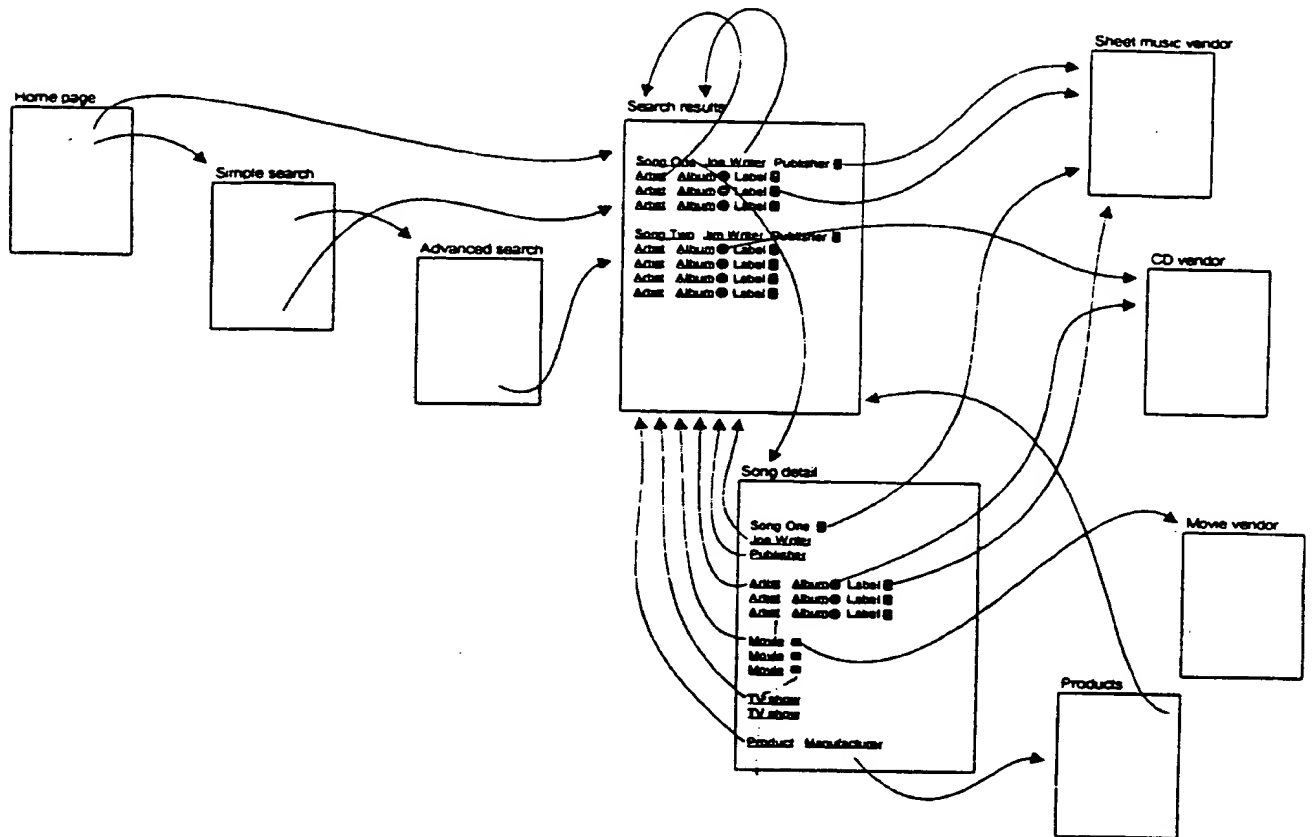 Home page
Simple search
Advanced search
Search results
Song One Joe Writer Publisher
Artist Album Label
Artist Album Label
Artist Album Label
Song Two Jim Writer Publisher
Artist Album Label
Artist Album Label
Artist Album Label
Artist Album Label
Sheet music vendor
CD vendor
Song detail
Song One
Joe Writer
Publisher
Artist Album Label
Artist Album Label
Artist Album Label
Movie
Movie
Movie
TV show
TV show
Product Manufacturer
Movie vendor
Products